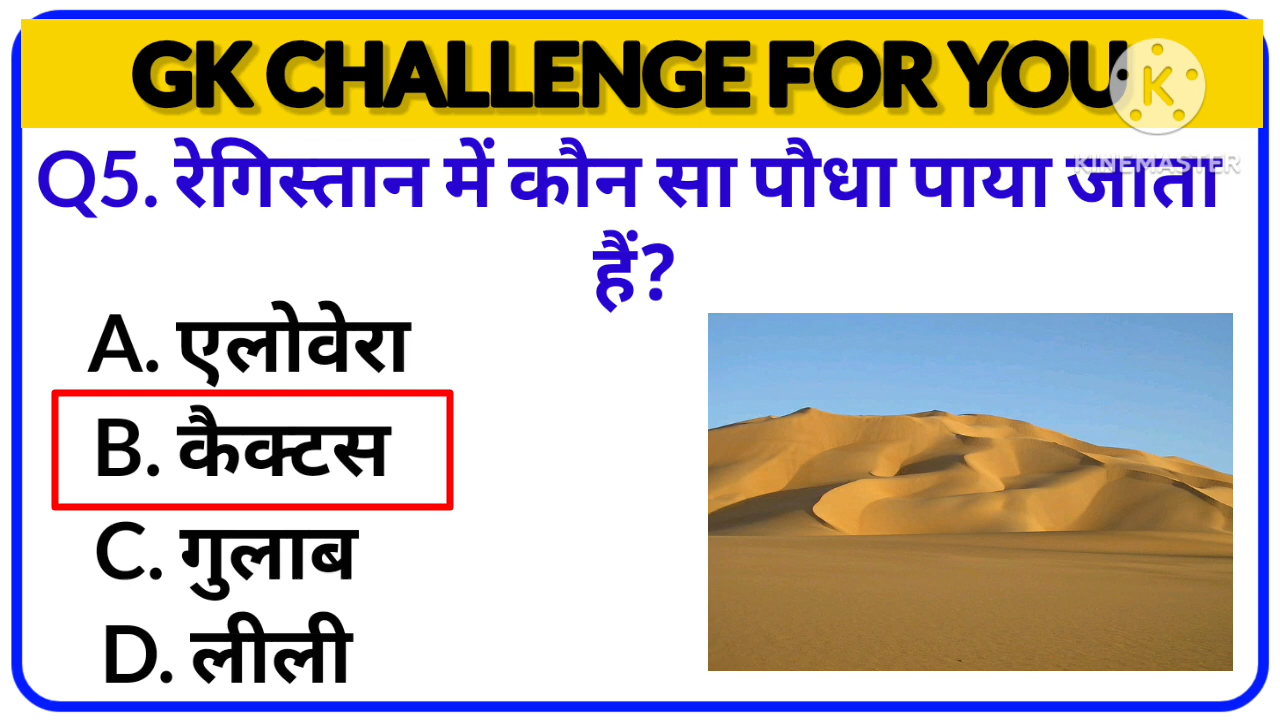 GK CHALLENGE FOR YOU
K
KINEMASTER
Q5. रेगिस्तान में कौन सा पौधा पाया जाता
हैं?
A. एलोवेरा
B. कैक्टस
C. गुलाब
D. लीली